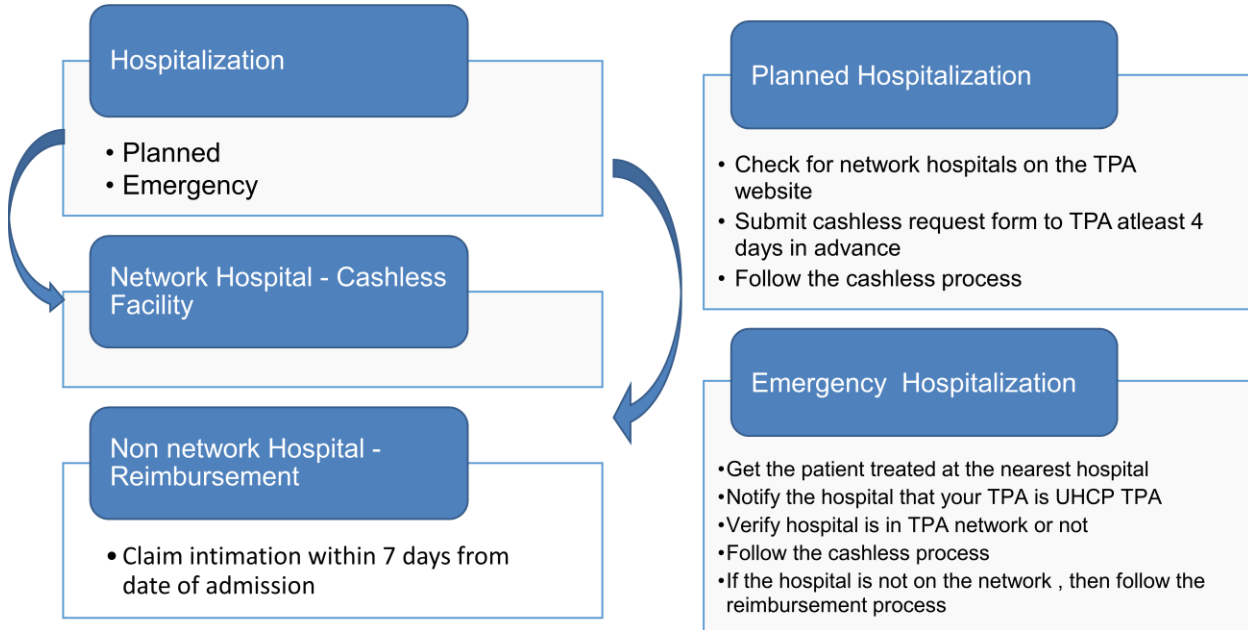 Hospitalization
• Planned
• Emergency
Network Hospital - Cashless
Facility
Non network Hospital -
Reimbursement
• Claim intimation within 7 days from
date of admission
Planned Hospitalization
• Check for network hospitals on the TPA
website
• Submit cashless request form to TPA atleast 4
days in advance
• Follow the cashless process
Emergency Hospitalization
•Get the patient treated at the nearest hospital
•Notify the hospital that your TPA is UHCP TPA
•Verify hospital is in TPA network or not
•Follow the cashless process
•If the hospital is not on the network , then follow the
reimbursement process